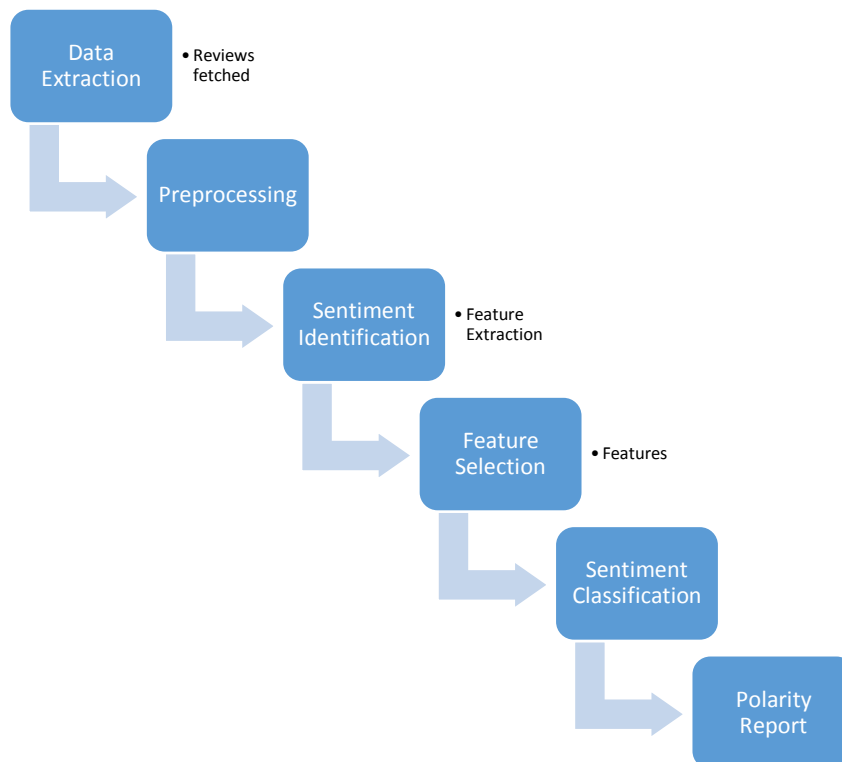 Data
Extraction
• Reviews
fetched
Preprocessing
Sentiment
Identification
• Feature
Extraction
Feature
Selection
• Features
Sentiment
Classification
Polarity
Report